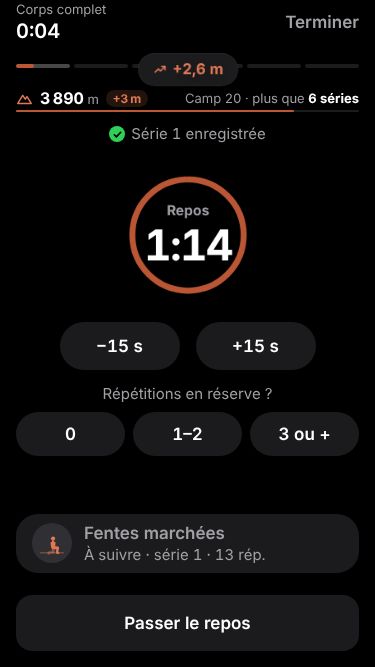 Corps complet
0:04
Terminer
+2,6 m
3 890 m
+3 m
Camp 20 · plus que 6 séries
Série 1 enregistrée
Repos
1:14
−15 s
+15 s
Répétitions en réserve ?
0
1–2
3 ou +
Fentes marchées
À suivre · série 1 · 13 rép.
Passer le repos